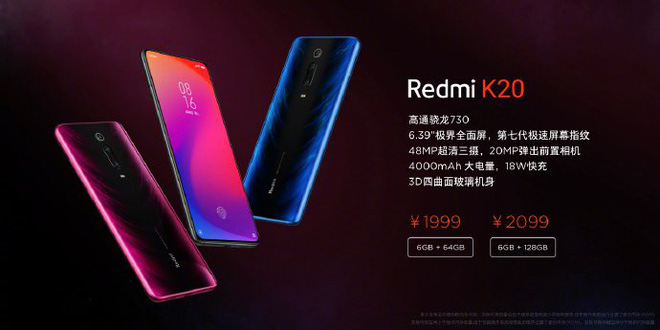 Redmi K20
高通骁龙730
6.39"极界全面屏，第七代极速屏幕指纹
48MP超清三摄，20MP弹出前置相机
4000mAh 大电量，18W快充
3D四曲面玻璃机身
¥1999 ¥2099
6GB + 64GB 6GB + 128GB
08
16
Redmi
Redmi